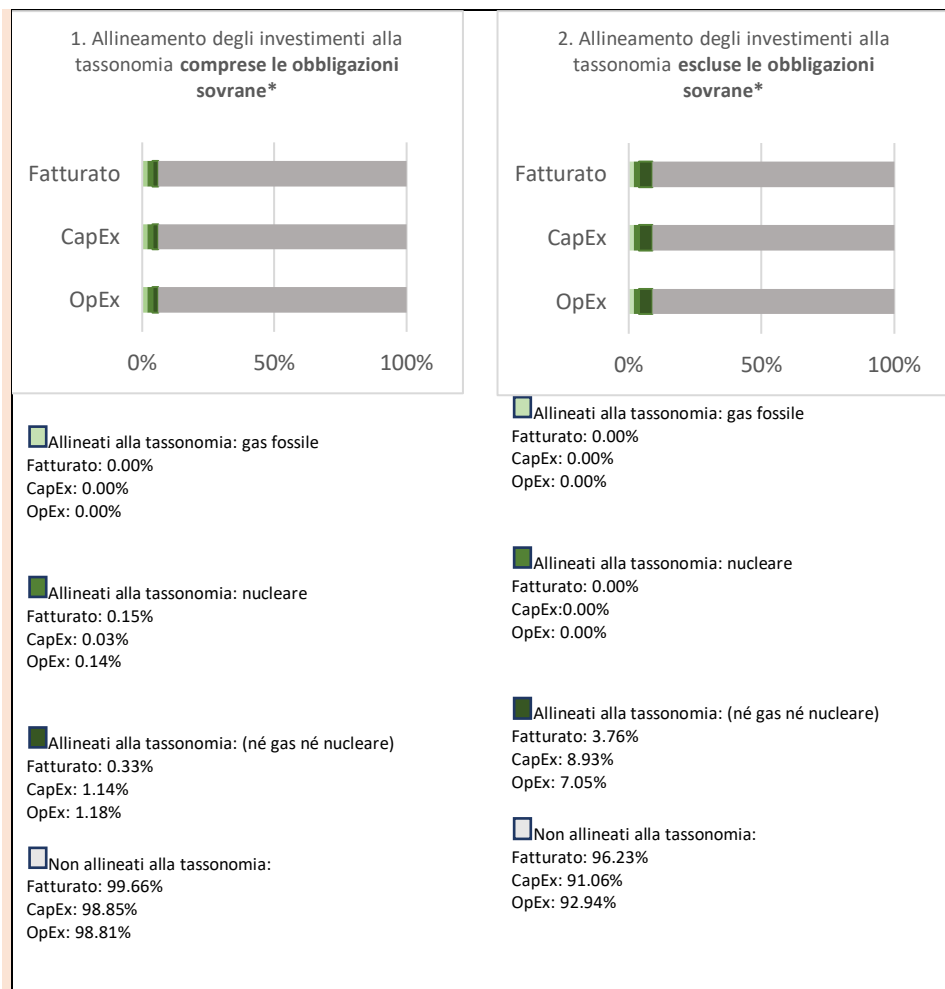 1. Allineamento degli investimenti alla
tassonomia comprese le obbligazioni
sovrane*
Fatturato
CapEx
OpEx
0%
50%
100%
Allineati alla tassonomia: gas fossile
Fatturato: 0.00%
CapEx: 0.00%
OpEx: 0.00%
Allineati alla tassonomia: nucleare
Fatturato: 0.15%
CapEx: 0.03%
OpEx: 0.14%
Allineati alla tassonomia: (né gas né nucleare)
Fatturato: 0.33%
CapEx: 1.14%
OpEx: 1.18%
Non allineati alla tassonomia:
Fatturato: 99.66%
CapEx: 98.85%
OpEx: 98.81%
2. Allineamento degli investimenti alla
tassonomia escluse le obbligazioni
sovrane*
Fatturato
CapEx
OpEx
0%
50%
100%
Allineati alla tassonomia: gas fossile
Fatturato: 0.00%
CapEx: 0.00%
OpEx: 0.00%
Allineati alla tassonomia: nucleare
Fatturato: 0.00%
CapEx:0.00%
OpEx: 0.00%
Allineati alla tassonomia: (né gas né nucleare)
Fatturato: 3.76%
CapEx: 8.93%
OpEx: 7.05%
Non allineati alla tassonomia:
Fatturato: 96.23%
CapEx: 91.06%
OpEx: 92.94%